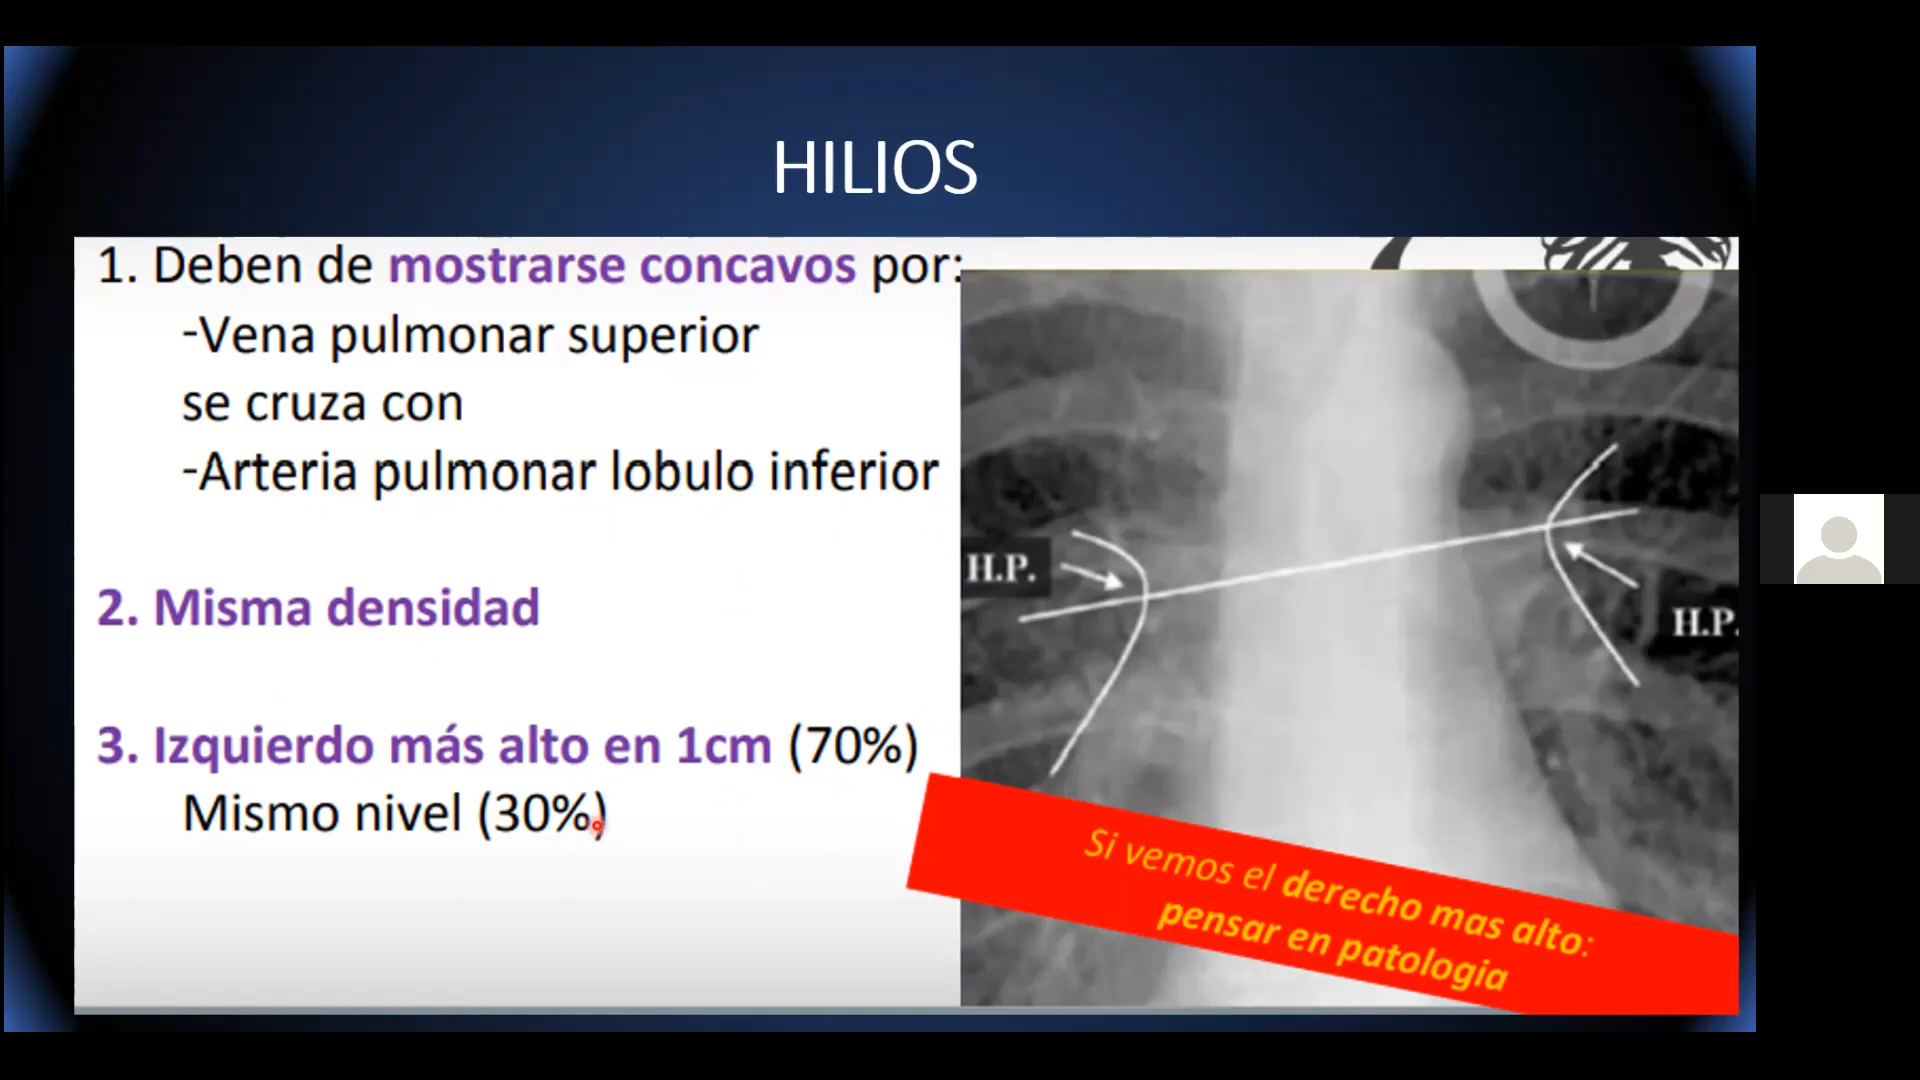 HILIOS
1. Deben de mostrarse concavos por:
-Vena pulmonar superior
se cruza con
-Arteria pulmonar lobulo inferior
2. Misma densidad
3. Izquierdo más alto en 1cm (70%)
Mismo nivel (30%)
H.P.
H.P.
Si vemos el derecho mas alto:
pensar en patologia